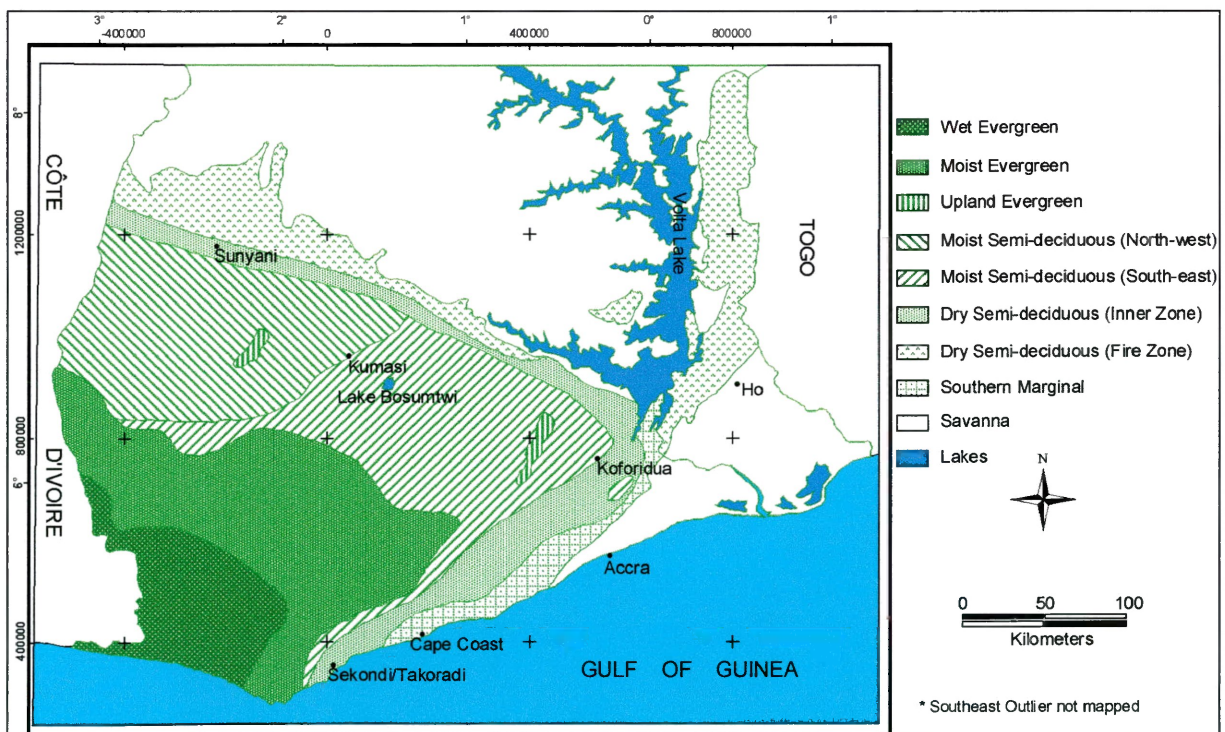 3° 2° 1° 0° 1°
-400000 0 400000 800000
8°
1200000
800000
6°
400000
CÔTE
D'IVOIRE
TOGO
Volta Lake
Sunyani
Kumasi
Lake Bosumtwi
Ho
Koforidua
Accra
Cape Coast
Sekondi/Takoradi
GULF OF GUINEA
Wet Evergreen
Moist Evergreen
Upland Evergreen
Moist Semi-deciduous (North-west)
Moist Semi-deciduous (South-east)
Dry Semi-deciduous (Inner Zone)
Dry Semi-deciduous (Fire Zone)
Southern Marginal
Savanna
Lakes
N
0 50 100
Kilometers
* Southeast Outlier not mapped